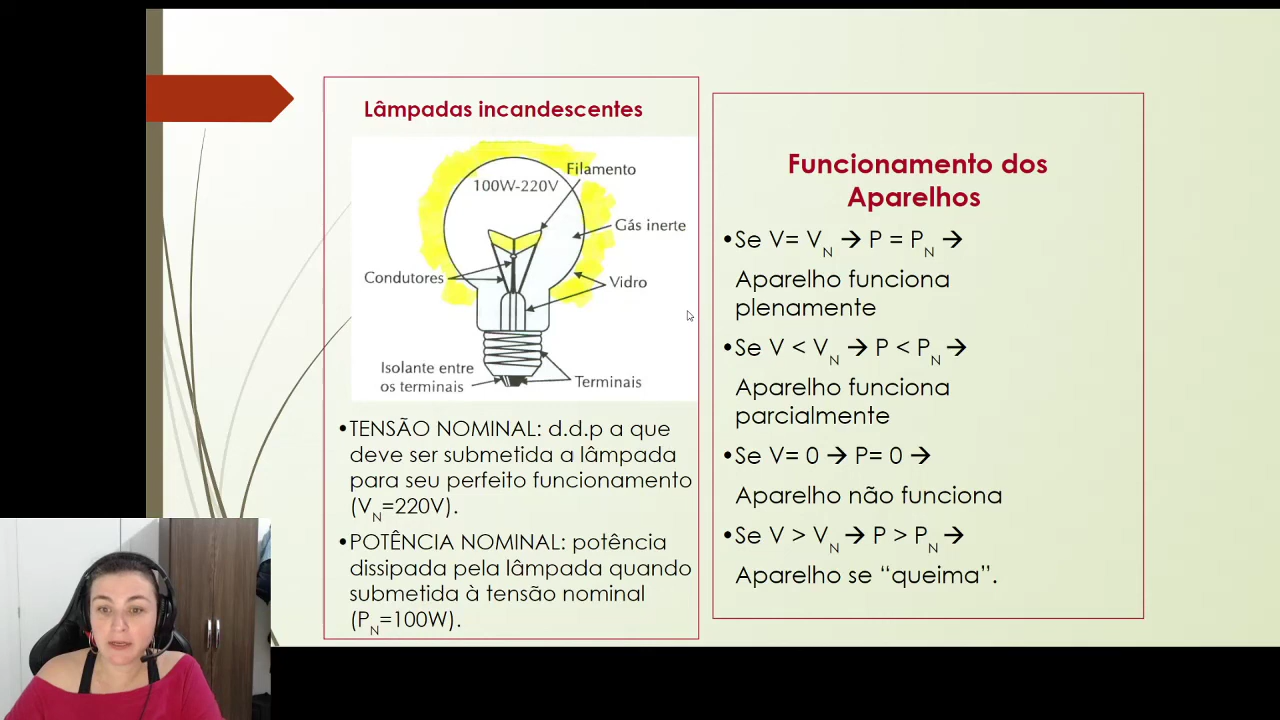 Lâmpadas incandescentes
100W-220V
Filamento
Gás inerte
Condutores
Vidro
Isolante entre
os terminais
Terminais
•TENSÃO NOMINAL: d.d.p a que
deve ser submetida a lâmpada
para seu perfeito funcionamento
(VN=220V).
•POTÊNCIA NOMINAL: potência
dissipada pela lâmpada quando
submetida à tensão nominal
(PN=100W).
Funcionamento dos
Aparelhos
•Se V= VN → P = PN →
Aparelho funciona
plenamente
•Se V < VN → P < PN →
Aparelho funciona
parcialmente
•Se V= 0 → P= 0 →
Aparelho não funciona
•Se V > VN → P > PN →
Aparelho se “queima”.